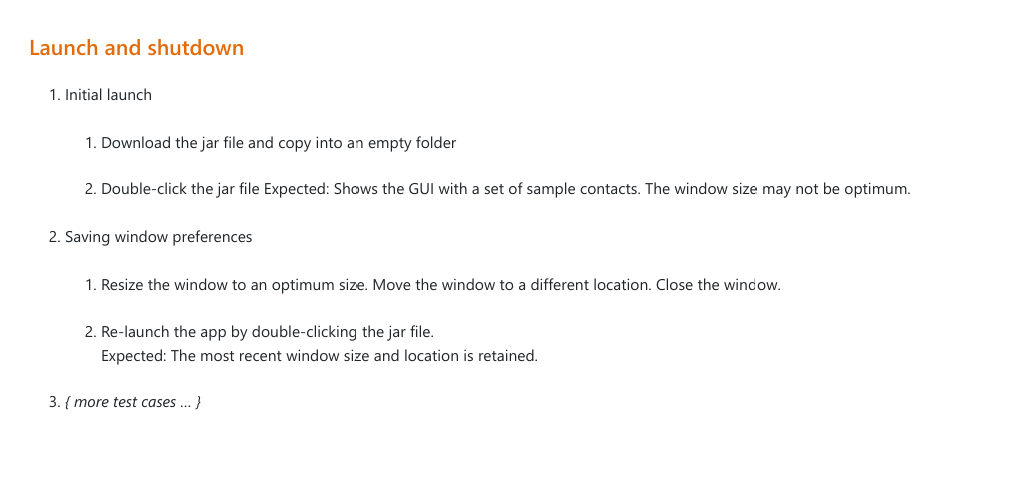 Launch and shutdown
1. Initial launch
1. Download the jar file and copy into an empty folder
2. Double-click the jar file Expected: Shows the GUI with a set of sample contacts. The window size may not be optimum.
2. Saving window preferences
1. Resize the window to an optimum size. Move the window to a different location. Close the window.
2. Re-launch the app by double-clicking the jar file.
Expected: The most recent window size and location is retained.
3. { more test cases … }